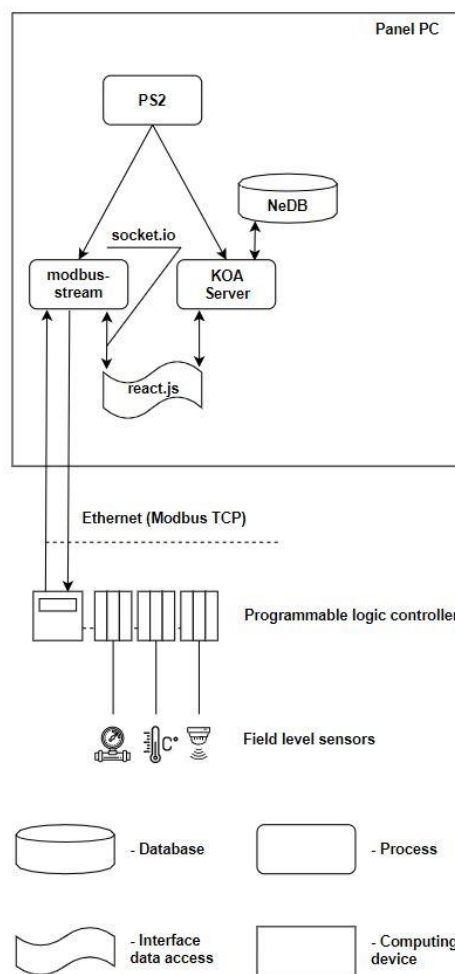 Panel PC
PS2
NeDB
socket.io
modbus-
stream
KOA
Server
react.js
Ethernet (Modbus TCP)
Programmable logic controller
C°
Field level sensors
- Database
- Process
- Interface
data access
- Computing
device